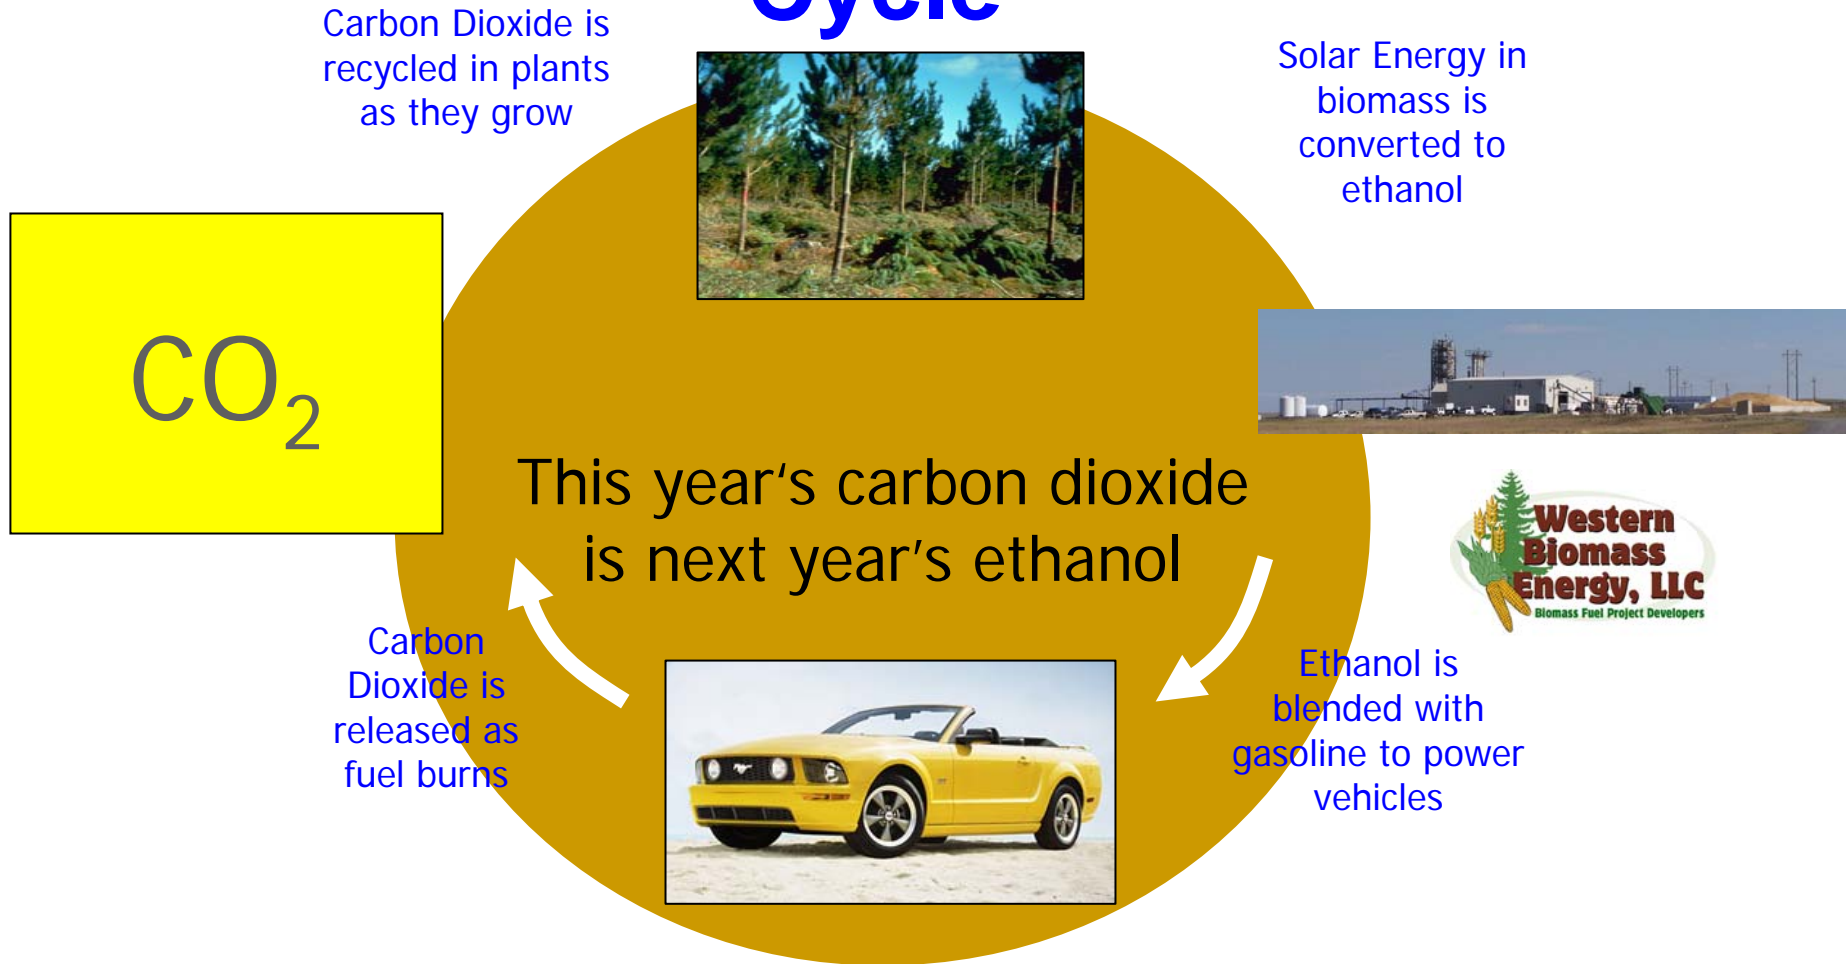 Cycle
Carbon Dioxide is
recycled in plants
as they grow
Solar Energy in
biomass is
converted to
ethanol
CO₂
This year's carbon dioxide
is next year's ethanol
Western
Biomass
Energy, LLC
Biomass Fuel Project Developers
Carbon
Dioxide is
released as
fuel burns
Ethanol is
blended with
gasoline to power
vehicles